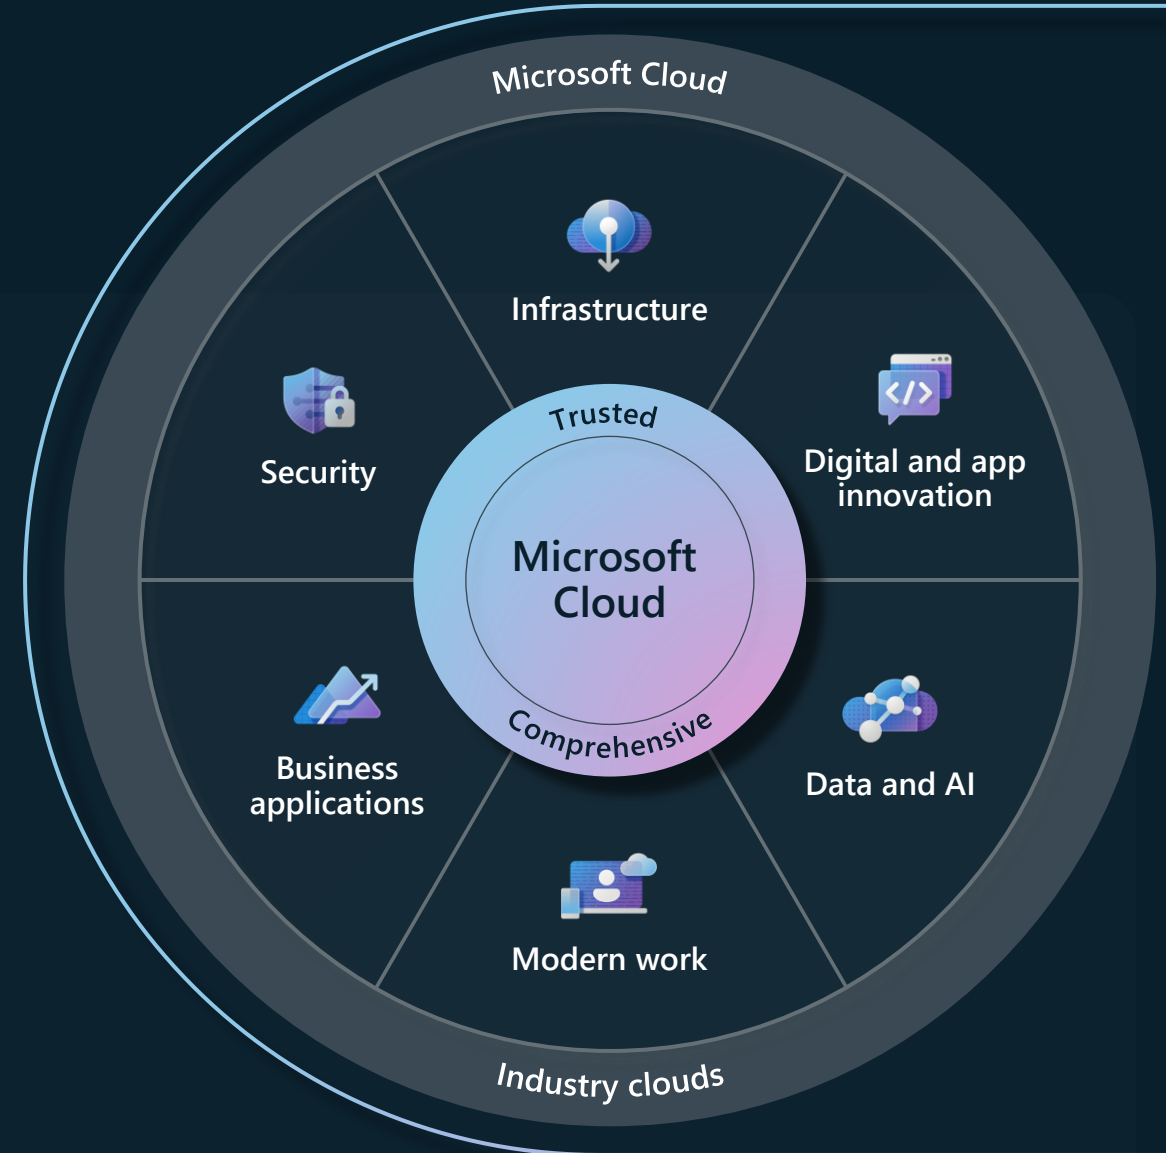 Microsoft Cloud
Infrastructure
Digital and app
innovation
Data and AI
Modern work
Business
applications
Security
Trusted
Microsoft
Cloud
Comprehensive
Industry clouds